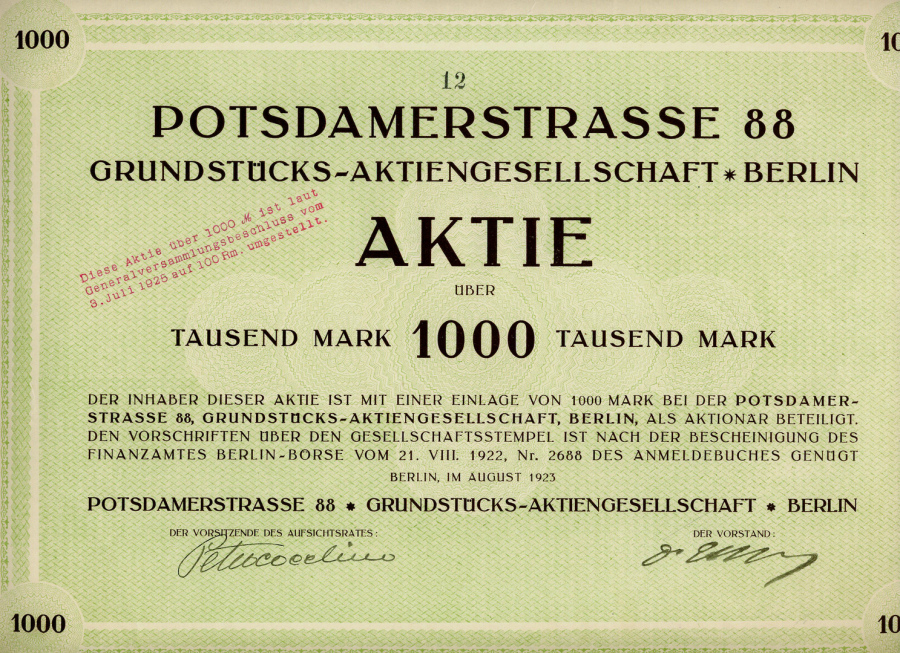 1000
10
12
POTSDAMERSTRASSE 88
GRUNDSTÜCKS-AKTIENGESELLSCHAFT * BERLIN
Diese Aktie über 1000 M ist laut
Generalversammlungsbeschluss vom
3. Juli 1925 auf 100 Rm. umgestellt.
AKTIE
ÜBER
TAUSEND MARK 1000 TAUSEND MARK
DER INHABER DIESER AKTIE IST MIT EINER EINLAGE VON 1000 MARK BEI DER POTSDAMER-
STRASSE 88, GRUNDSTÜCKS-AKTIENGESELLSCHAFT, BERLIN, ALS AKTIONÄR BETEILIGT.
DEN VORSCHRIFTEN ÜBER DEN GESELLSCHAFTSSTEMPEL IST NACH DER BESCHEINIGUNG DES
FINANZAMTES BERLIN-BÖRSE VOM 21. VIII. 1922, Nr. 2688 DES ANMELDEBUCHES GENÜGT
BERLIN, IM AUGUST 1923
POTSDAMERSTRASSE 88 * GRUNDSTÜCKS-AKTIENGESELLSCHAFT * BERLIN
DER VORSITZENDE DES AUFSICHTSRATES:
DER VORSTAND:
1000
10